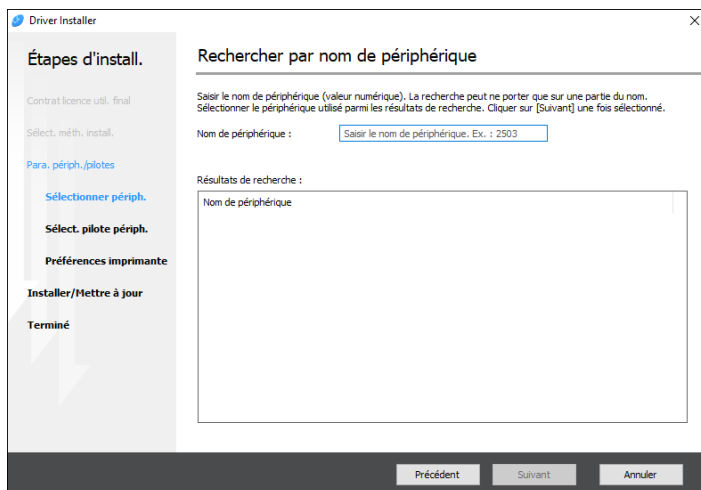 Driver Installer
Étapes d'install.
Contrat licence util. final
Sélect. méth. install.
Para. périph./pilotes
Sélectionner périph.
Sélect. pilote périph.
Préférences imprimante
Installer/Mettre à jour
Terminé
Rechercher par nom de périphérique
Saisir le nom de périphérique (valeur numérique). La recherche peut ne porter que sur une partie du nom.
Sélectionner le périphérique utilisé parmi les résultats de recherche. Cliquer sur [Suivant] une fois sélectionné.
Nom de périphérique : Saisir le nom de périphérique. Ex. : 2503
Résultats de recherche :
Nom de périphérique
Précédent Suivant Annuler